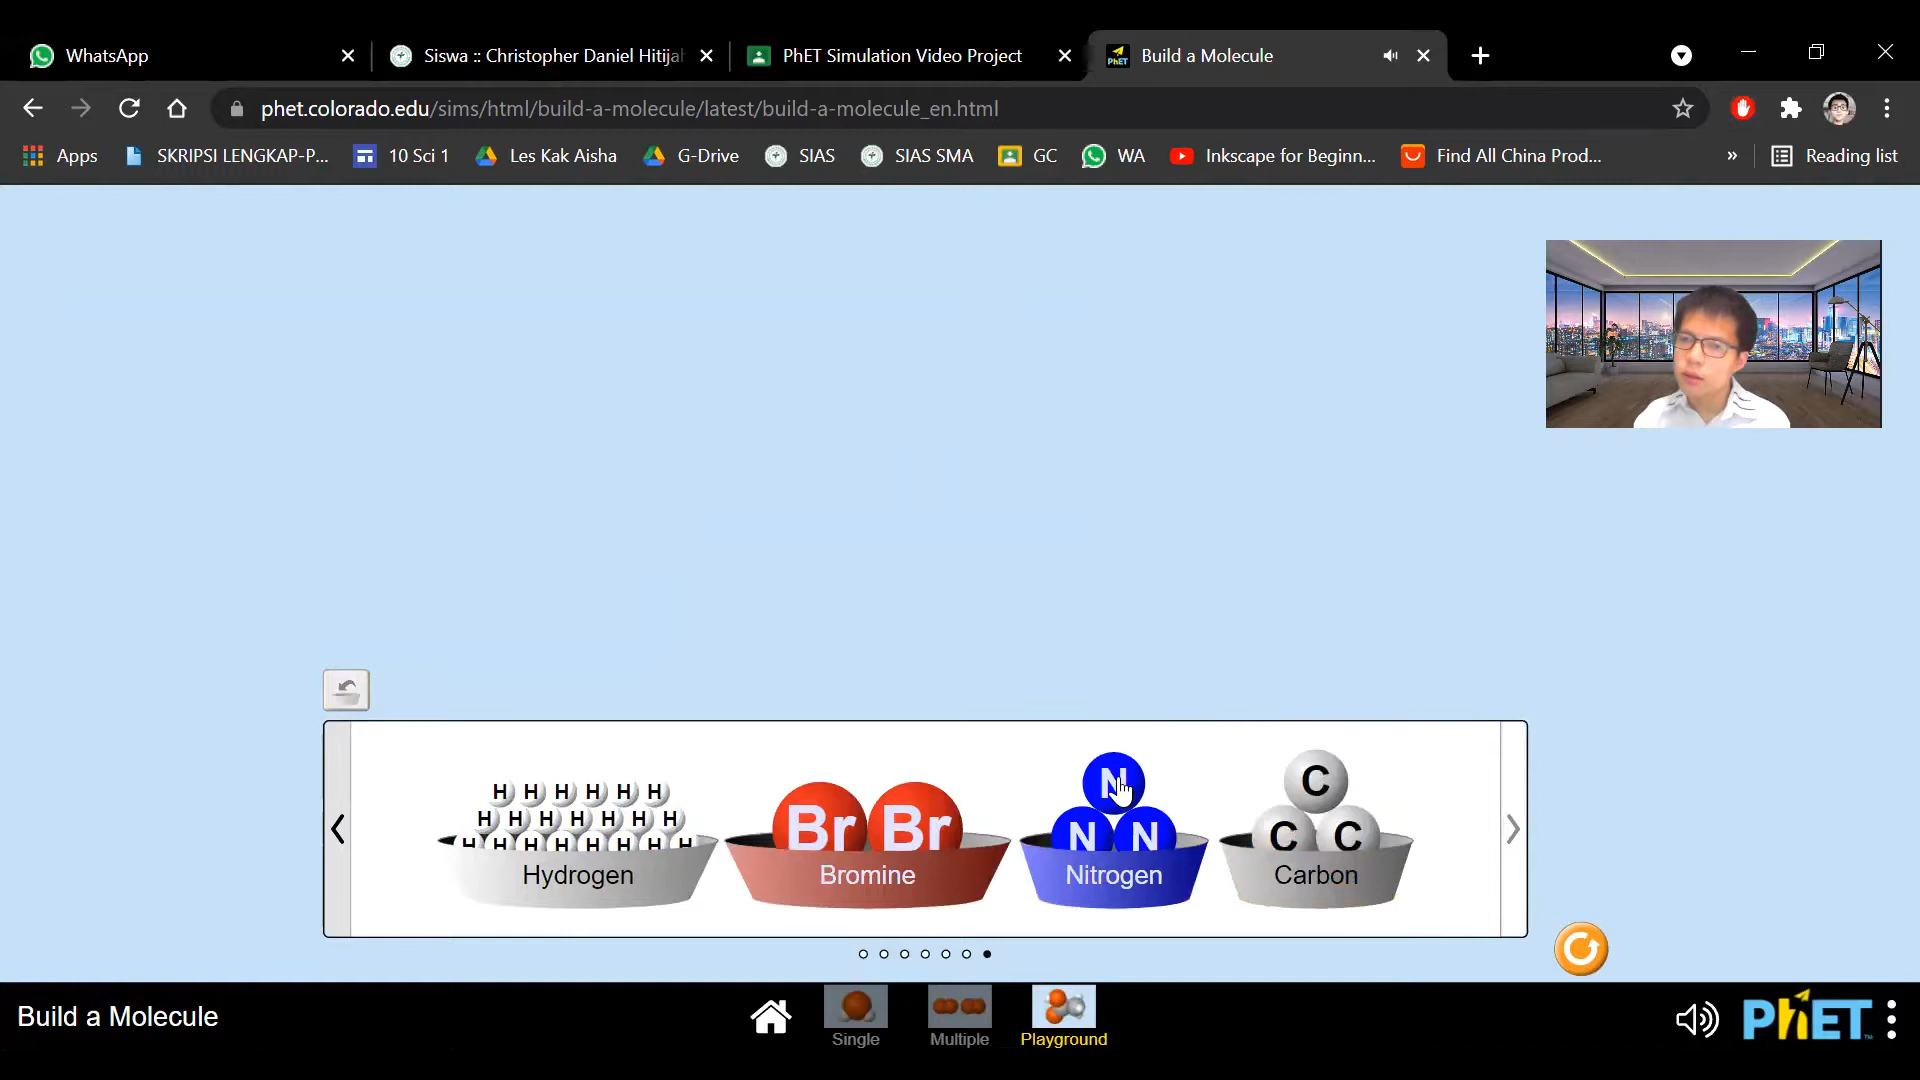 WhatsApp
Siswa :: Christopher Daniel Hitijah
PhET Simulation Video Project
PhET
Build a Molecule
phet.colorado.edu/sims/html/build-a-molecule/latest/build-a-molecule_en.html
Apps
SKRIPSI LENGKAP-P...
10 Sci 1
Les Kak Aisha
G-Drive
SIAS
SIAS SMA
GC
WA
Inkscape for Beginn...
Find All China Prod...
»
Reading list
H H H H H H
H H H H H H H
H H H H H H H H
Hydrogen
Br Br
Bromine
N
N N
Nitrogen
C
C C
Carbon
Build a Molecule
Single
Multiple
Playground
PhET